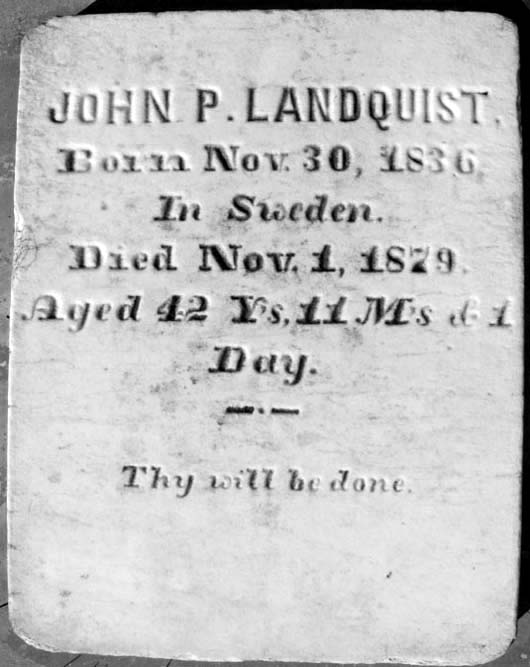 JOHN P. LANDQUIST.
Born Nov. 30, 1836.
In Sweden.
Died Nov. 1, 1879.
Aged 42 Ys, 11 Ms & 1
Day.
Thy will be done.